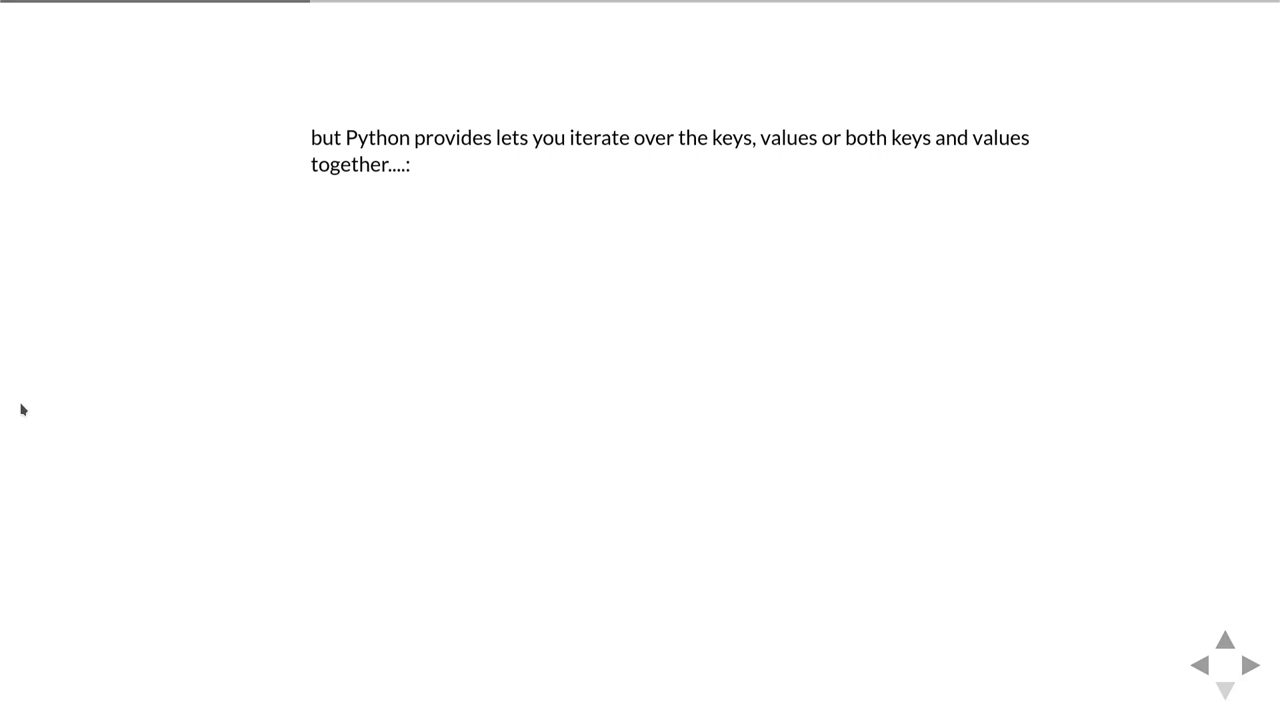 but Python provides lets you iterate over the keys, values or both keys and values
together....: